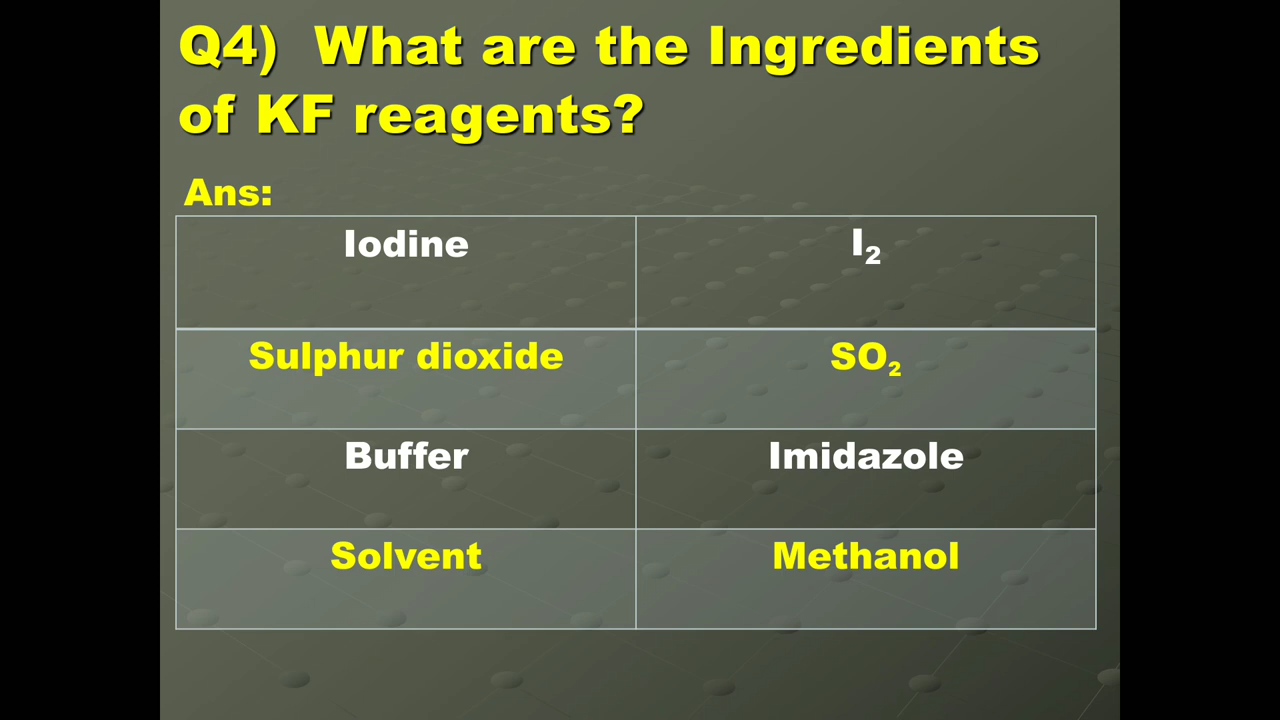 Q4) What are the Ingredients
of KF reagents?
Ans:
Iodine I₂
Sulphur dioxide SO₂
Buffer Imidazole
Solvent Methanol